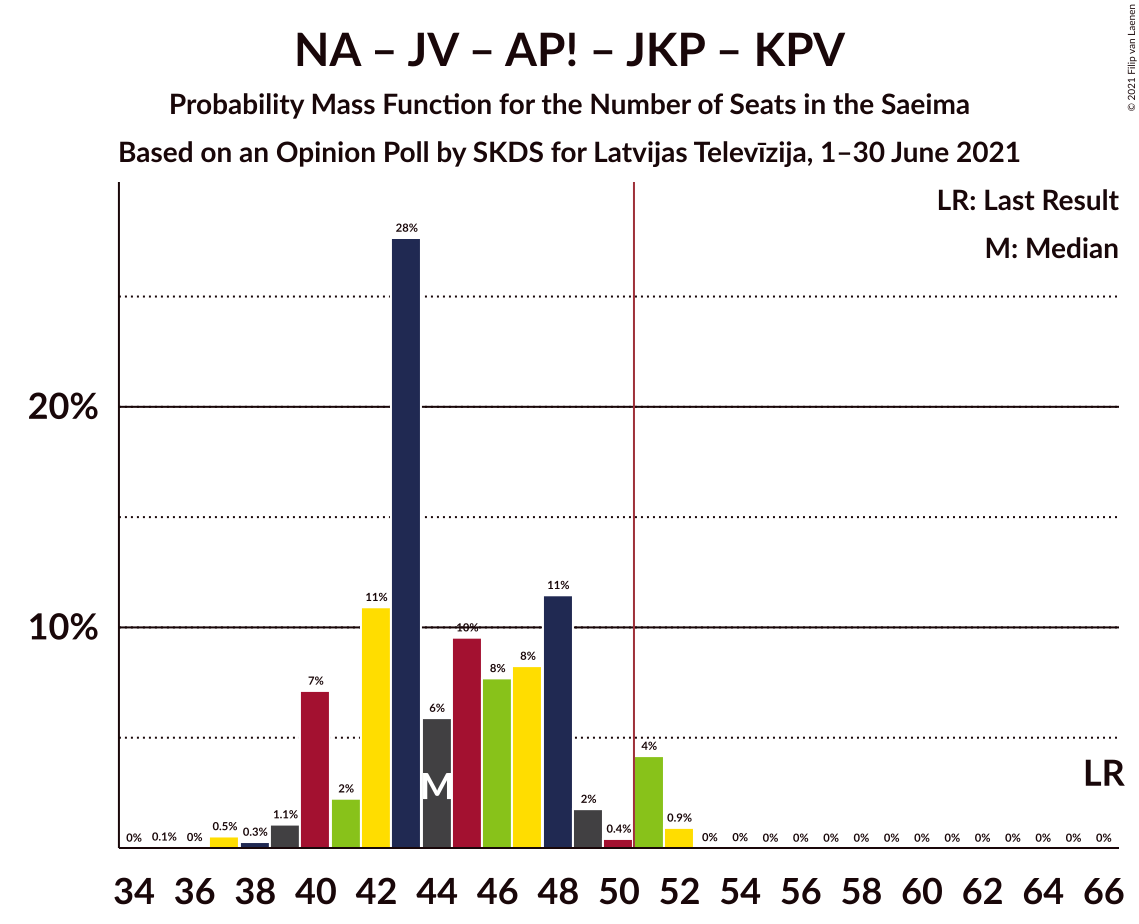 NA – JV – AP! – JKP – KPV
Probability Mass Function for the Number of Seats in the Saeima
Based on an Opinion Poll by SKDS for Latvijas Televīzija, 1–30 June 2021
© 2021 Filip van Laenen
LR: Last Result
M: Median
20%
10%
0% 0.1% 0% 0.5% 0.3% 1.1% 7% 2% 11% 28% 6% 10% 8% 8% 11% 2% 0.4% 4% 0.9% 0% 0% 0% 0% 0% 0% 0% 0% 0% 0% 0% 0% 0% 0%
M
LR
34 36 38 40 42 44 46 48 50 52 54 56 58 60 62 64 66